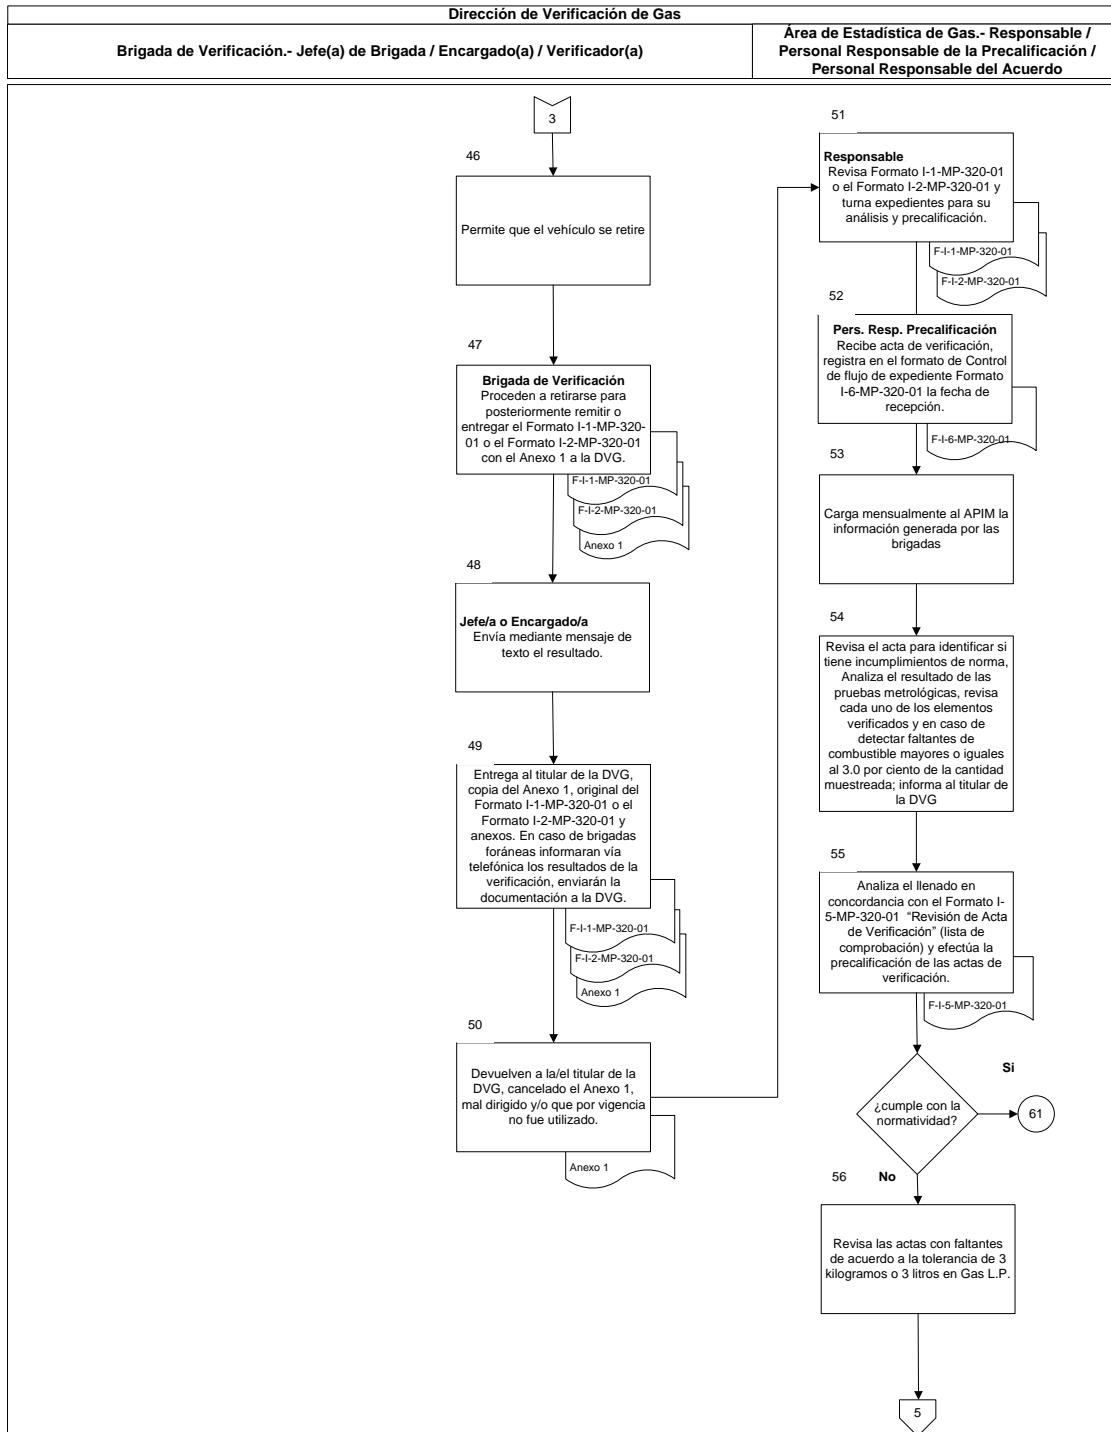 Dirección de Verificación de Gas
Brigada de Verificación.- Jefe(a) de Brigada / Encargado(a) / Verificador(a)
Área de Estadística de Gas.- Responsable /
Personal Responsable de la Precalificación /
Personal Responsable del Acuerdo
3
46
Permite que el vehículo se retire
47
Brigada de Verificación
Proceden a retirarse para
posteriormente remitir o
entregar el Formato I-1-MP-320-
01 o el Formato I-2-MP-320-01
con el Anexo 1 a la DVG.
F-I-1-MP-320-01
F-I-2-MP-320-01
Anexo 1
48
Jefe/a o Encargado/a
Envía mediante mensaje de
texto el resultado.
49
Entrega al titular de la DVG,
copia del Anexo 1, original del
Formato I-1-MP-320-01 o el
Formato I-2-MP-320-01 y
anexos. En caso de brigadas
foráneas informaran vía
telefónica los resultados de la
verificación, enviarán la
documentación a la DVG.
F-I-1-MP-320-01
F-I-2-MP-320-01
Anexo 1
50
Devuelven a la/el titular de la
DVG, cancelado el Anexo 1,
mal dirigido y/o que por vigencia
no fue utilizado.
Anexo 1
51
Responsable
Revisa Formato I-1-MP-320-01
o el Formato I-2-MP-320-01 y
turna expedientes para su
análisis y precalificación.
F-I-1-MP-320-01
F-I-2-MP-320-01
52
Pers. Resp. Precalificación
Recibe acta de verificación,
registra en el formato de Control
de flujo de expediente Formato
I-6-MP-320-01 la fecha de
recepción.
F-I-6-MP-320-01
53
Carga mensualmente al APIM la
información generada por las
brigadas
54
Revisa el acta para identificar si
tiene incumplimientos de norma,
Analiza el resultado de las
pruebas metrológicas, revisa
cada uno de los elementos
verificados y en caso de
detectar faltantes de
combustible mayores o iguales
al 3.0 por ciento de la cantidad
muestreada; informa al titular de
la DVG
55
Analiza el llenado en
concordancia con el Formato I-
5-MP-320-01 “Revisión de Acta
de Verificación” (lista de
comprobación) y efectúa la
precalificación de las actas de
verificación.
F-I-5-MP-320-01
Si
¿cumple con la
normatividad?
61
56
No
Revisa las actas con faltantes
de acuerdo a la tolerancia de 3
kilogramos o 3 litros en Gas L.P.
5